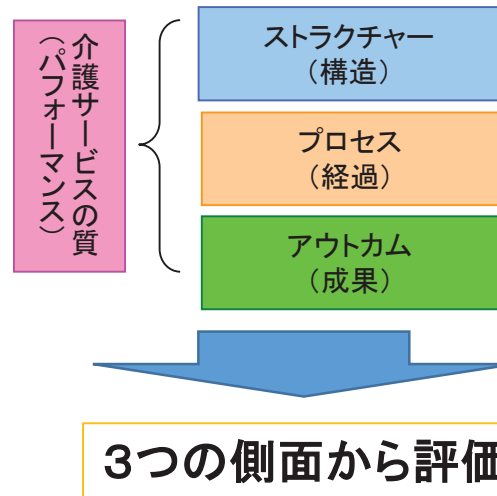 介護サービスの質
（パフォーマンス）
ストラクチャー
（構造）
プロセス
（経過）
アウトカム
（成果）
３つの側面から評価